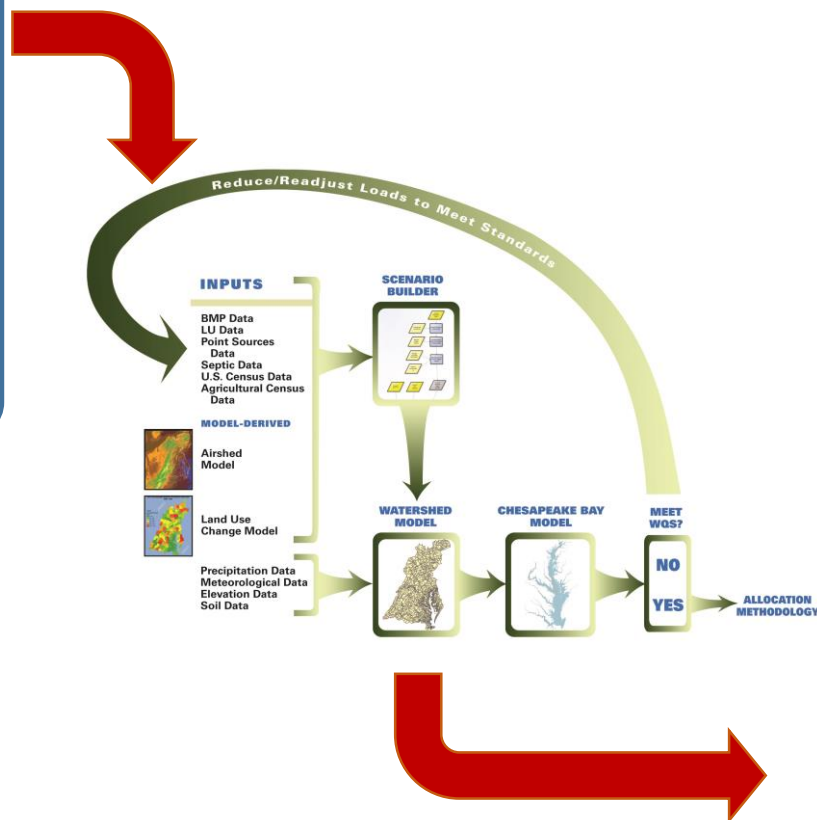 Reduce/Readjust Loads to Meet Standards
INPUTS
BMP Data
LU Data
Point Sources
Data
Septic Data
U.S. Census Data
Agricultural Census
Data
MODEL-DERIVED
Airshed
Model
Land Use
Change Model
Precipitation Data
Meteorological Data
Elevation Data
Soil Data
SCENARIO
BUILDER
WATERSHED
MODEL
CHESAPEAKE BAY
MODEL
MEET
WQS?
NO
YES
ALLOCATION
METHODOLOGY